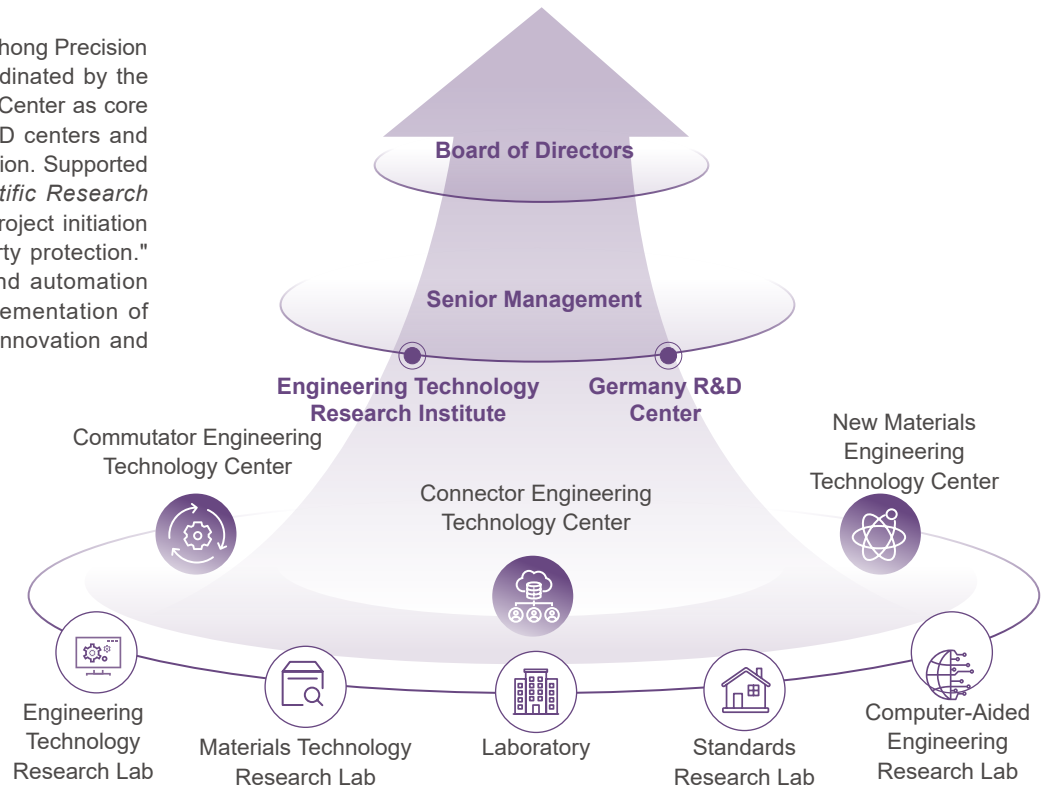 hong Precision
dinated by the
Center as core
D centers and
ion. Supported
tific Research
roject initiation
rty protection."
nd automation
ementation of
nnovation and
Board of Directors
Senior Management
Engineering Technology
Research Institute
Germany R&D
Center
Commutator Engineering
Technology Center
Connector Engineering
Technology Center
New Materials
Engineering
Technology Center
Engineering
Technology
Research Lab
Materials Technology
Research Lab
Laboratory
Standards
Research Lab
Computer-Aided
Engineering
Research Lab